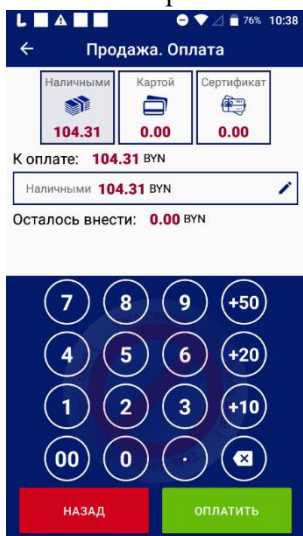 L A 76% 10:38
Продажа. Оплата
Наличными Картой Сертификат
104.31 0.00 0.00
К оплате: 104.31 BYN
Наличными 104.31 BYN
Осталось внести: 0.00 BYN
7 8 9 +50
4 5 6 +20
1 2 3 +10
00 0 .
НАЗАД ОПЛАТИТЬ